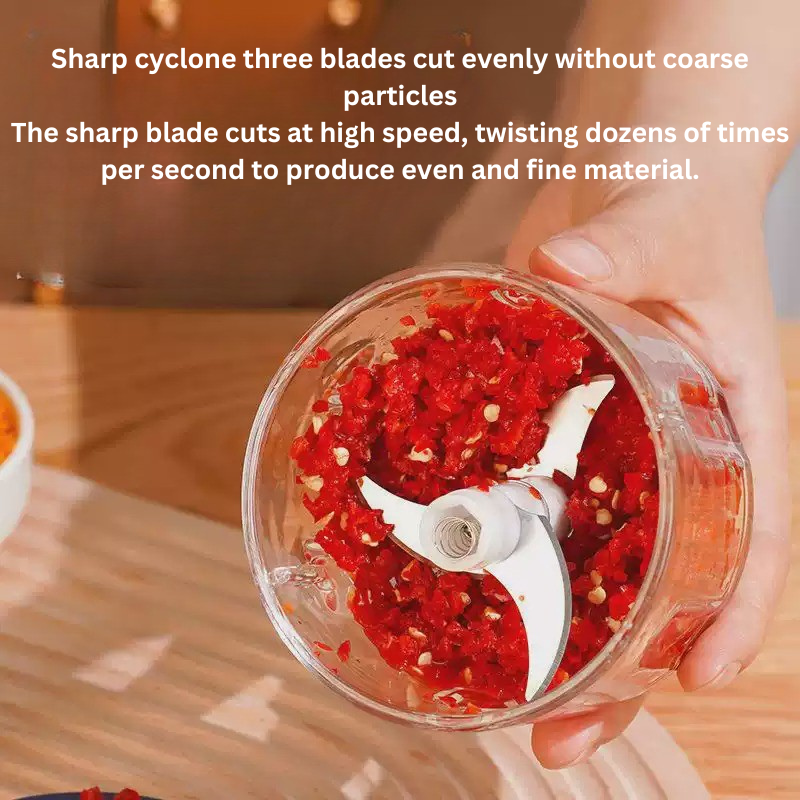 Sharp cyclone three blades cut evenly without coarse
particles
The sharp blade cuts at high speed, twisting dozens of times
per second to produce even and fine material.